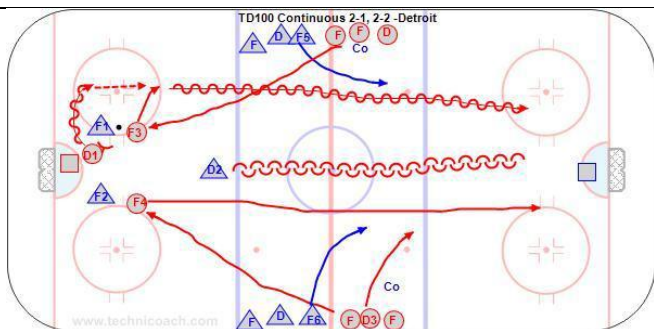 TD100 Continuous 2-1, 2-2 -Detroit
F D F5 F F D
Co
F1 F3
D1
D2
F2 F4
Co
www.technicoach.com
F D F6 F D3 F